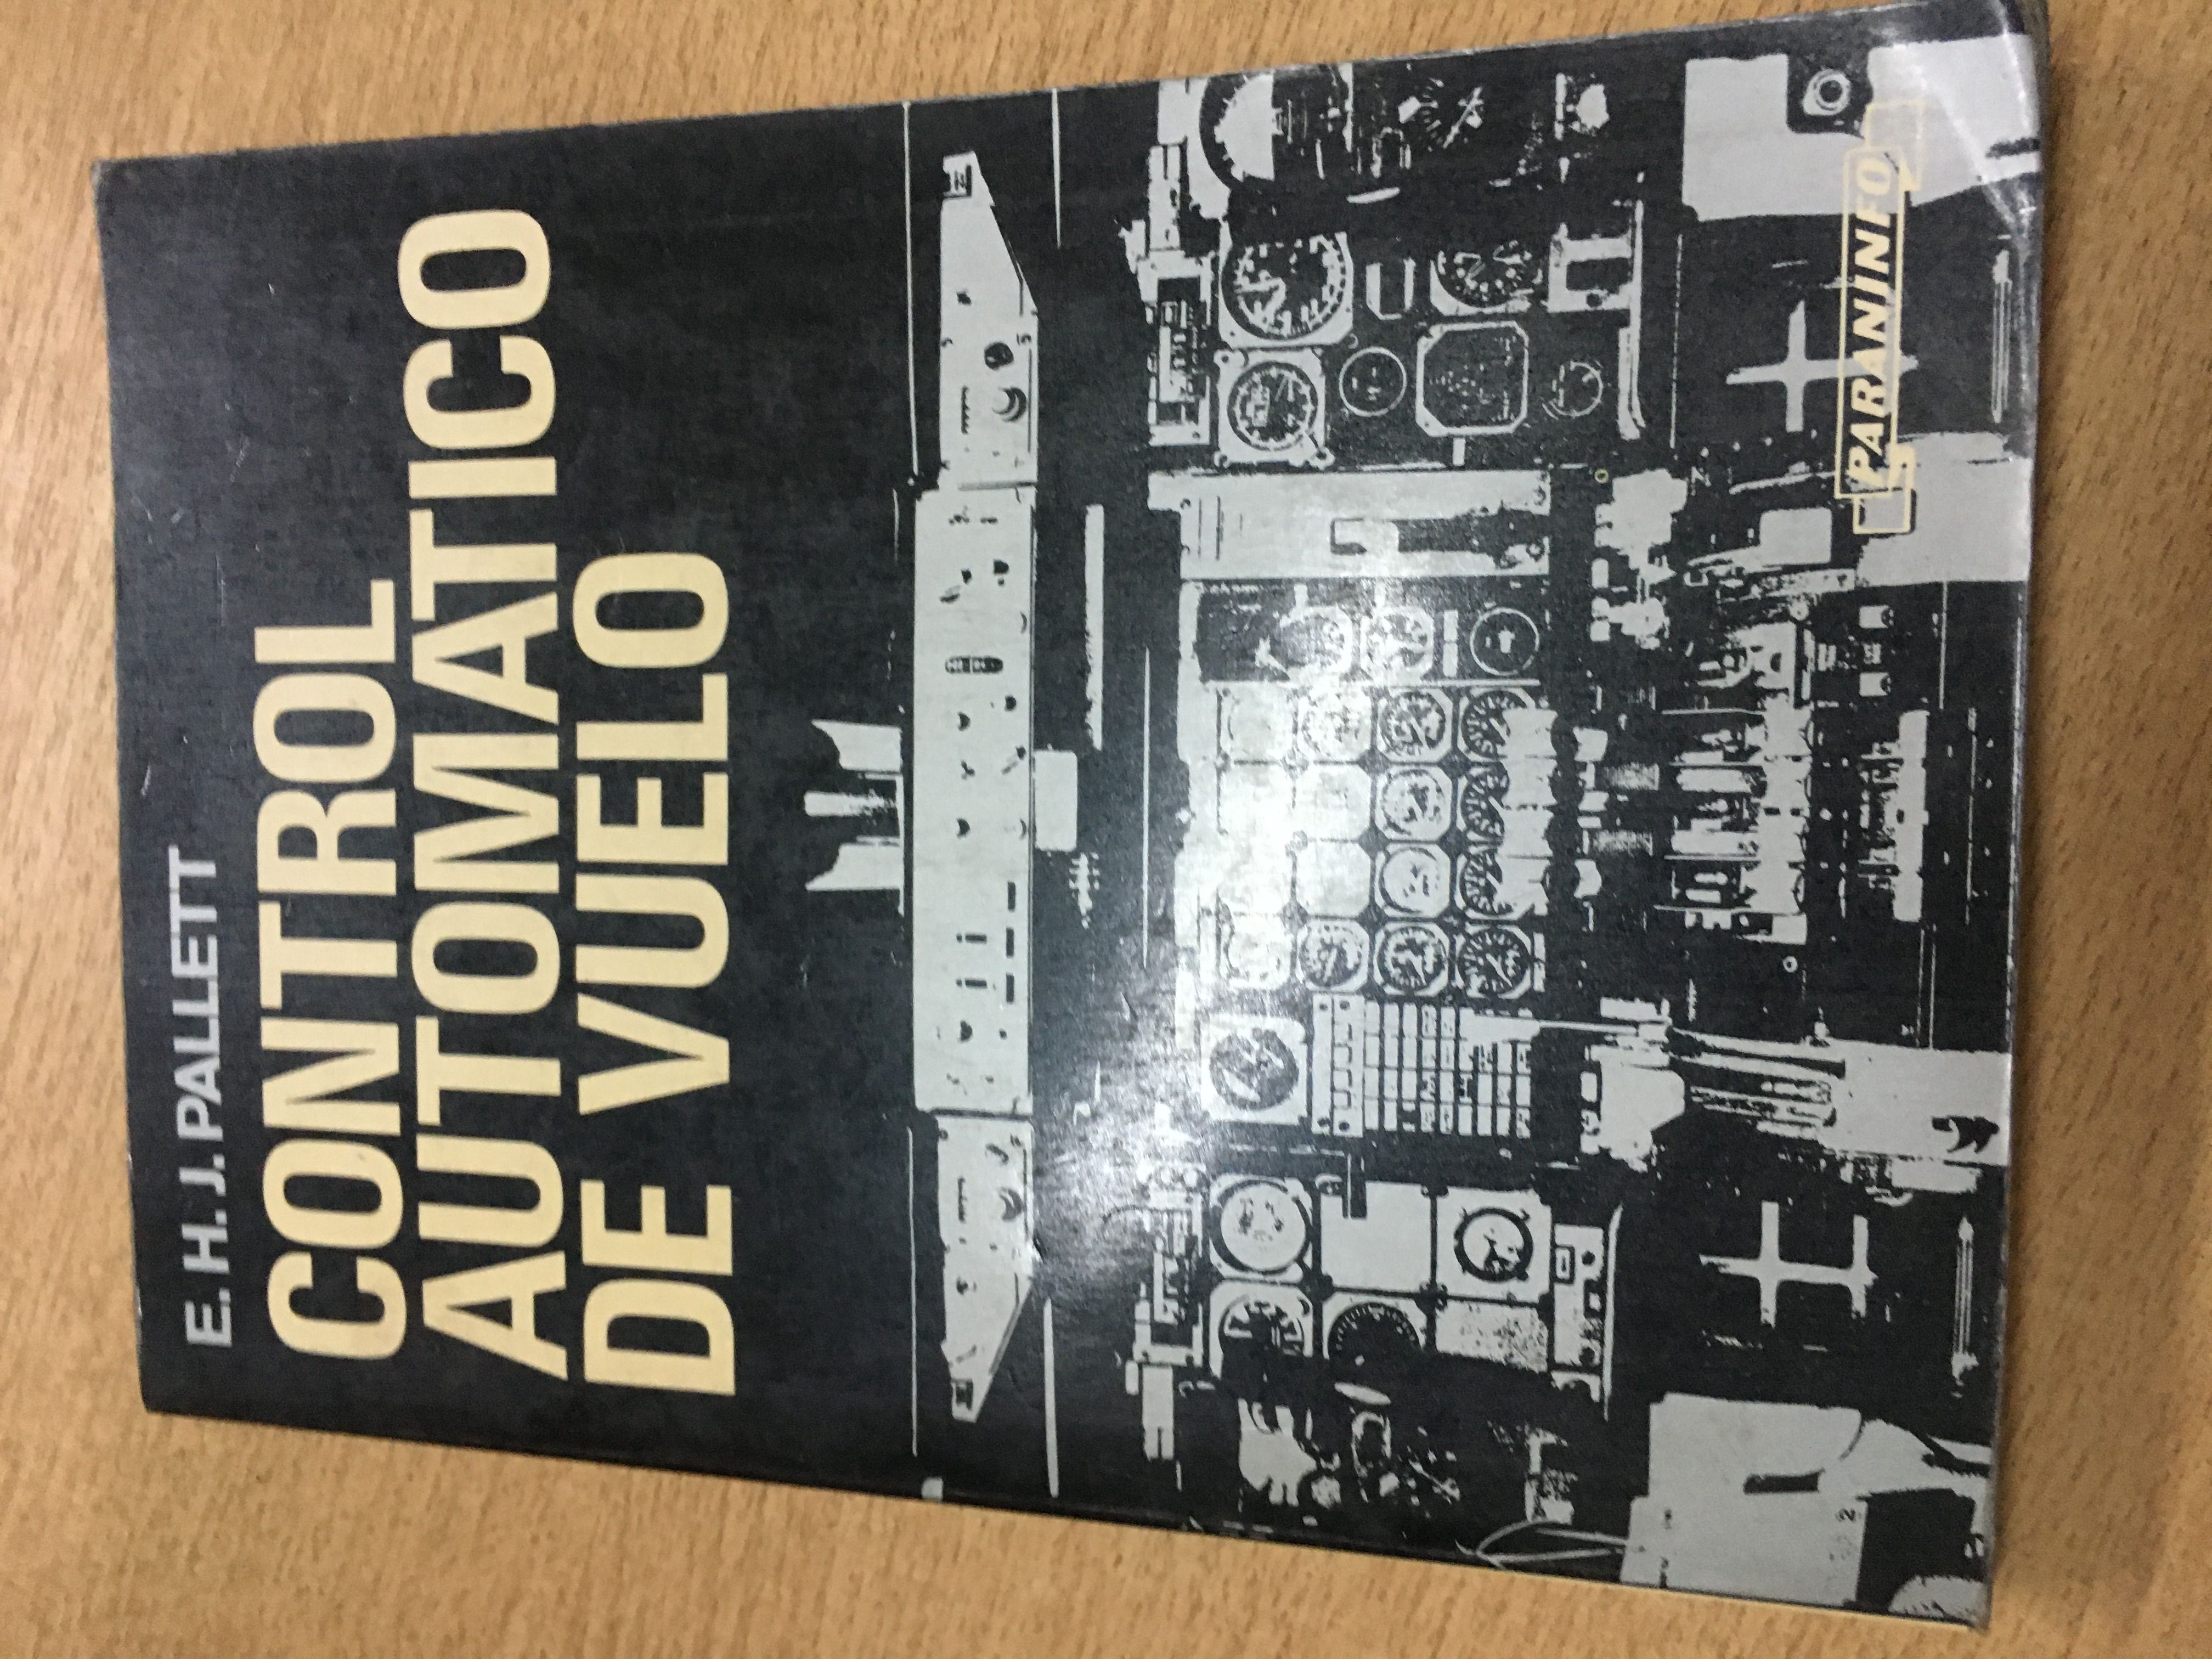 E. H. J. PALLETT
CONTROL
AUTOMATICO
DE VUELO
PARANINFO